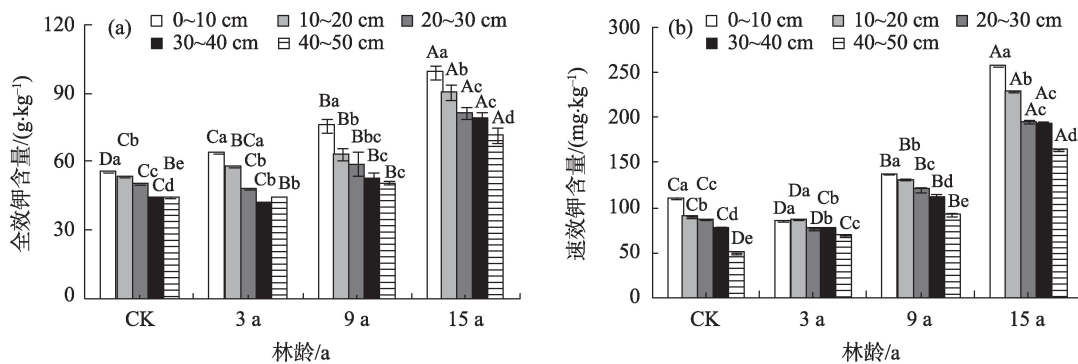 (a)
0~10 cm 10~20 cm 20~30 cm
30~40 cm 40~50 cm
全效钾含量/(g·kg⁻¹)
120
90
60
30
0
Da Cb Cc Cd Be
Ca BCa Cb Cb Bb
Ba Bb Bbc Bc Bc
Aa Ab Ac Ac Ad
CK 3 a 9 a 15 a
林龄/a
(b)
0~10 cm 10~20 cm 20~30 cm
30~40 cm 40~50 cm
速效钾含量/(mg·kg⁻¹)
300
250
200
150
100
50
0
Ca Cb Cc Cd De
Da Da Db Cb Cc
Ba Bb Bc Bd Be
Aa Ab Ac Ac Ad
CK 3 a 9 a 15 a
林龄/a